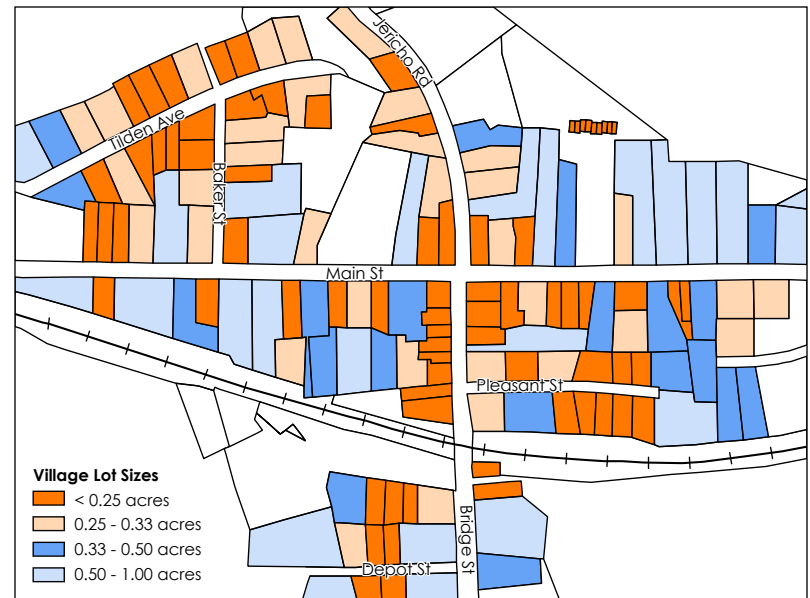 Jericho Rd
Tilden Ave
Baker St
Main St
Pleasant St
Village Lot Sizes
< 0.25 acres
0.25 - 0.33 acres
0.33 - 0.50 acres
0.50 - 1.00 acres
Bridge St
Depot St